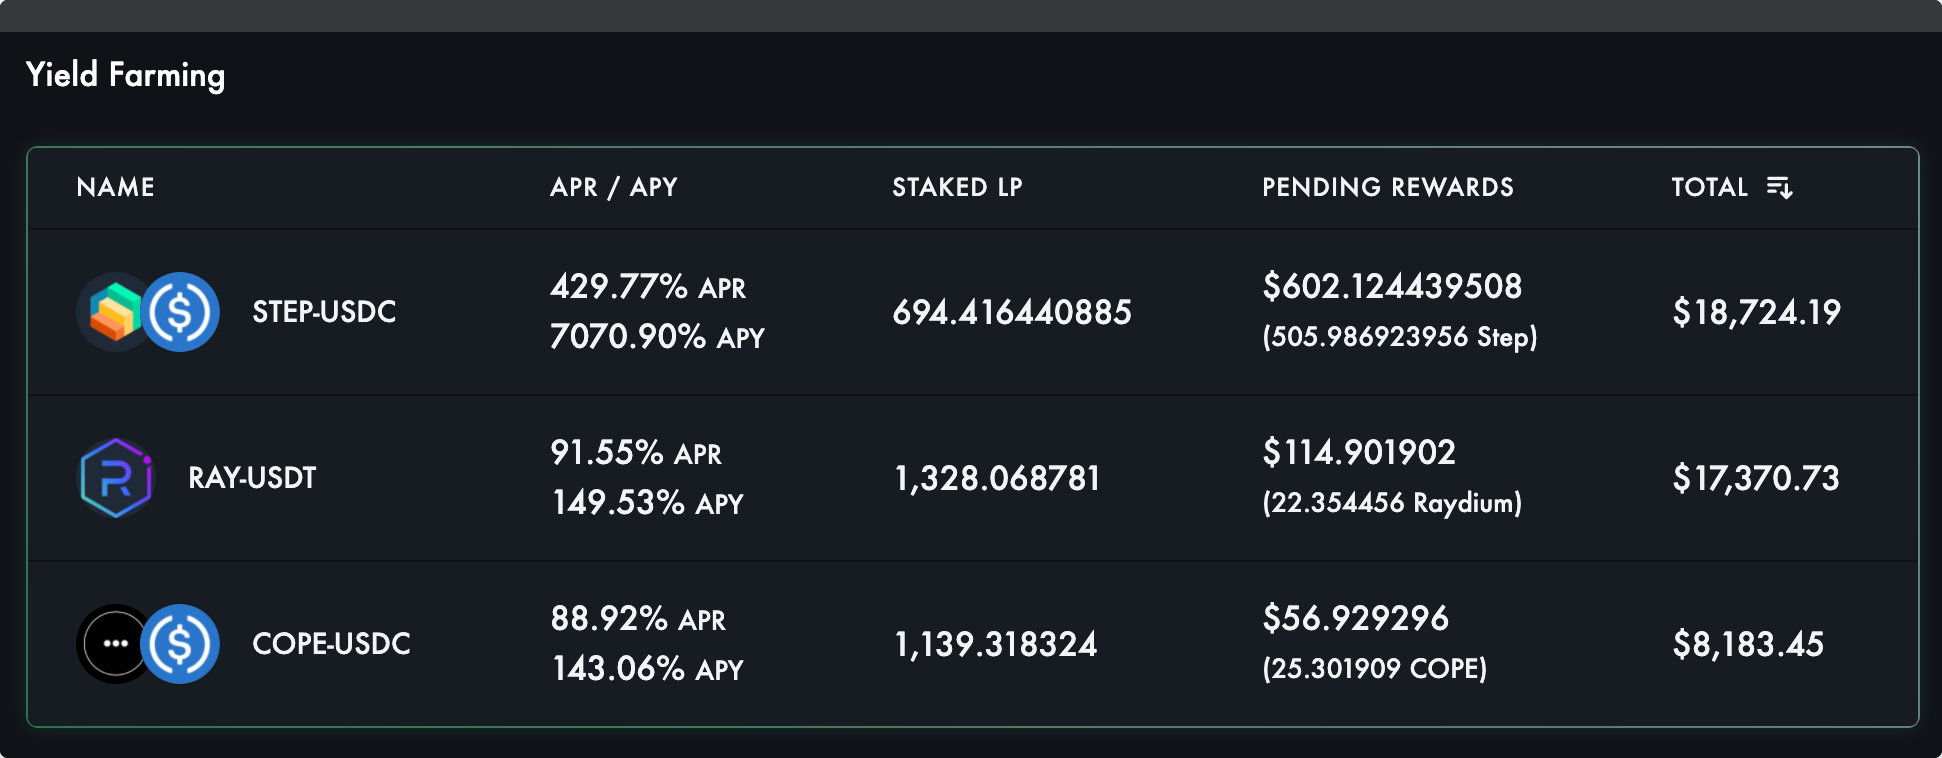 Yield Farming
NAME APR / APY STAKED LP PENDING REWARDS TOTAL
STEP-USDC 429.77% APR 7070.90% APY 694.416440885 $602.124439508 (505.986923956 Step) $18,724.19
RAY-USDT 91.55% APR 149.53% APY 1,328.068781 $114.901902 (22.354456 Raydium) $17,370.73
COPE-USDC 88.92% APR 143.06% APY 1,139.318324 $56.929296 (25.301909 COPE) $8,183.45